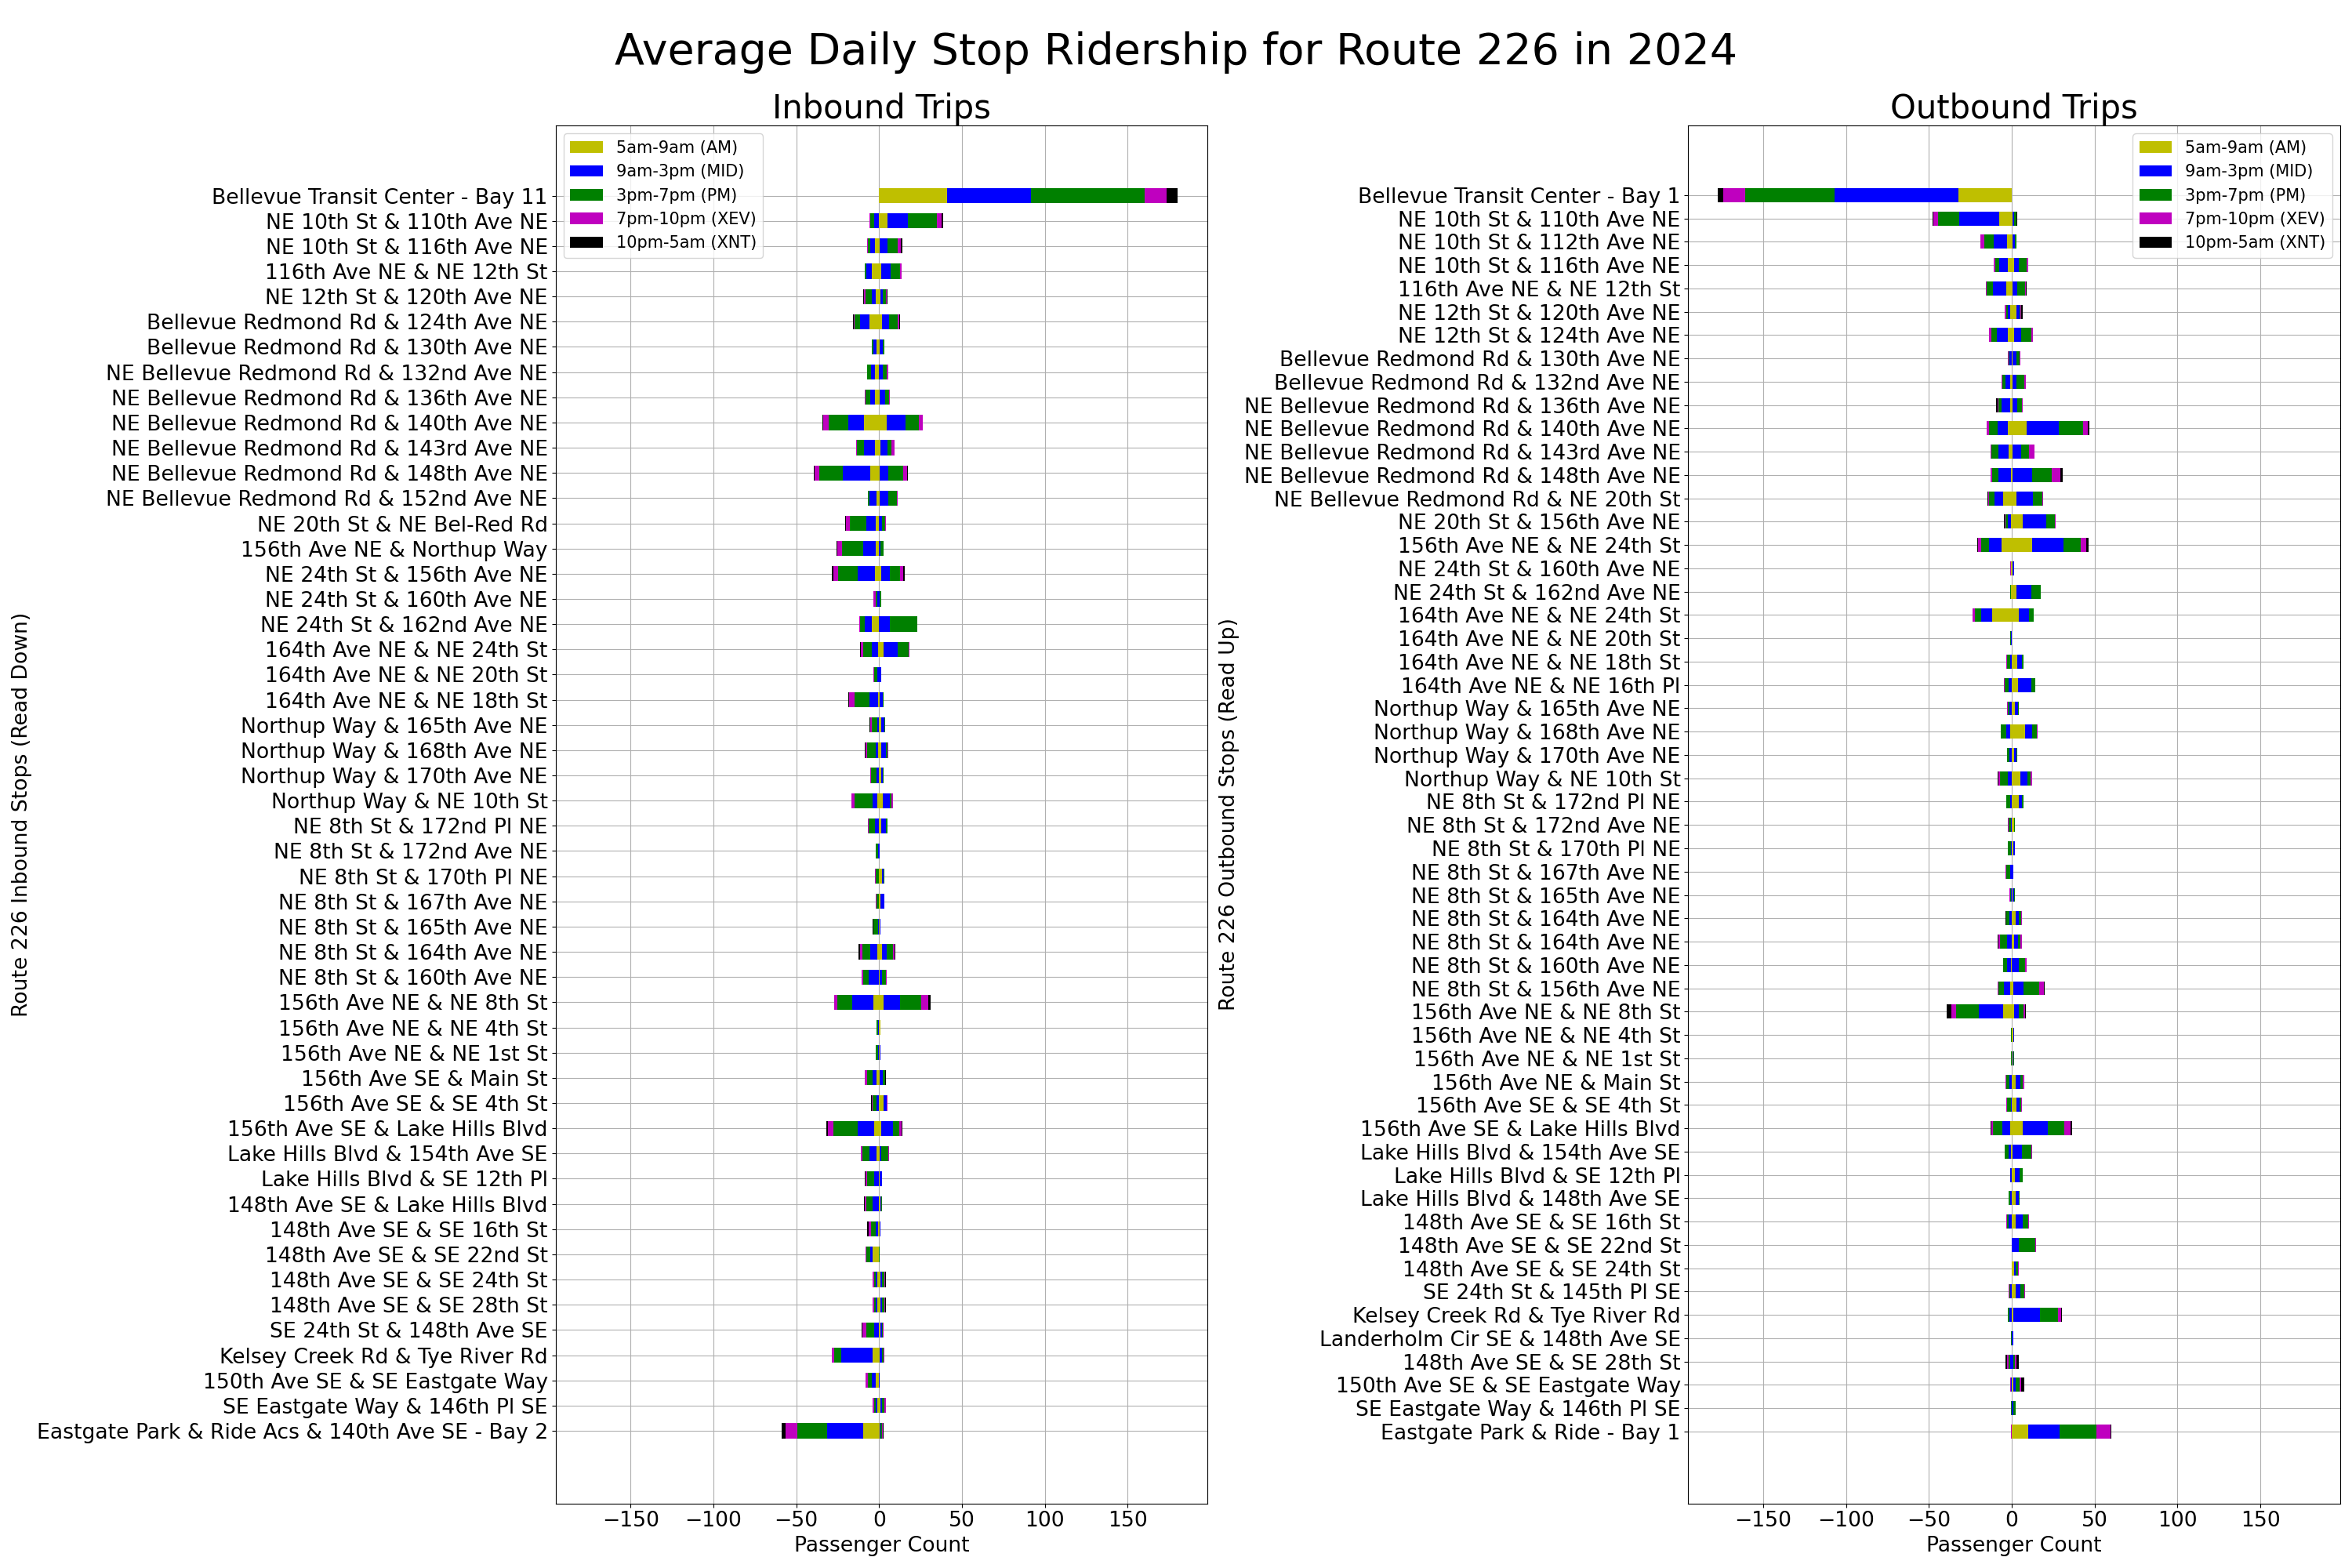 Average Daily Stop Ridership for Route 226 in 2024
Inbound Trips
5am-9am (AM)
9am-3pm (MID)
3pm-7pm (PM)
7pm-10pm (XEV)
10pm-5am (XNT)
Route 226 Inbound Stops (Read Down)
Bellevue Transit Center - Bay 11
NE 10th St & 110th Ave NE
NE 10th St & 116th Ave NE
116th Ave NE & NE 12th St
NE 12th St & 120th Ave NE
Bellevue Redmond Rd & 124th Ave NE
Bellevue Redmond Rd & 130th Ave NE
NE Bellevue Redmond Rd & 132nd Ave NE
NE Bellevue Redmond Rd & 136th Ave NE
NE Bellevue Redmond Rd & 140th Ave NE
NE Bellevue Redmond Rd & 143rd Ave NE
NE Bellevue Redmond Rd & 148th Ave NE
NE Bellevue Redmond Rd & 152nd Ave NE
NE 20th St & NE Bel-Red Rd
156th Ave NE & Northup Way
NE 24th St & 156th Ave NE
NE 24th St & 160th Ave NE
NE 24th St & 162nd Ave NE
164th Ave NE & NE 24th St
164th Ave NE & NE 20th St
164th Ave NE & NE 18th St
Northup Way & 165th Ave NE
Northup Way & 168th Ave NE
Northup Way & 170th Ave NE
Northup Way & NE 10th St
NE 8th St & 172nd Pl NE
NE 8th St & 172nd Ave NE
NE 8th St & 170th Pl NE
NE 8th St & 167th Ave NE
NE 8th St & 165th Ave NE
NE 8th St & 164th Ave NE
NE 8th St & 160th Ave NE
156th Ave NE & NE 8th St
156th Ave NE & NE 4th St
156th Ave NE & NE 1st St
156th Ave SE & Main St
156th Ave SE & SE 4th St
156th Ave SE & Lake Hills Blvd
Lake Hills Blvd & 154th Ave SE
Lake Hills Blvd & SE 12th Pl
148th Ave SE & Lake Hills Blvd
148th Ave SE & SE 16th St
148th Ave SE & SE 22nd St
148th Ave SE & SE 24th St
148th Ave SE & SE 28th St
SE 24th St & 148th Ave SE
Kelsey Creek Rd & Tye River Rd
150th Ave SE & SE Eastgate Way
SE Eastgate Way & 146th Pl SE
Eastgate Park & Ride Acs & 140th Ave SE - Bay 2
−150 −100 −50 0 50 100 150
Passenger Count
Outbound Trips
5am-9am (AM)
9am-3pm (MID)
3pm-7pm (PM)
7pm-10pm (XEV)
10pm-5am (XNT)
Route 226 Outbound Stops (Read Up)
Bellevue Transit Center - Bay 1
NE 10th St & 110th Ave NE
NE 10th St & 112th Ave NE
NE 10th St & 116th Ave NE
116th Ave NE & NE 12th St
NE 12th St & 120th Ave NE
NE 12th St & 124th Ave NE
Bellevue Redmond Rd & 130th Ave NE
Bellevue Redmond Rd & 132nd Ave NE
NE Bellevue Redmond Rd & 136th Ave NE
NE Bellevue Redmond Rd & 140th Ave NE
NE Bellevue Redmond Rd & 143rd Ave NE
NE Bellevue Redmond Rd & 148th Ave NE
NE Bellevue Redmond Rd & NE 20th St
NE 20th St & 156th Ave NE
156th Ave NE & NE 24th St
NE 24th St & 160th Ave NE
NE 24th St & 162nd Ave NE
164th Ave NE & NE 24th St
164th Ave NE & NE 20th St
164th Ave NE & NE 18th St
164th Ave NE & NE 16th Pl
Northup Way & 165th Ave NE
Northup Way & 168th Ave NE
Northup Way & 170th Ave NE
Northup Way & NE 10th St
NE 8th St & 172nd Pl NE
NE 8th St & 172nd Ave NE
NE 8th St & 170th Pl NE
NE 8th St & 167th Ave NE
NE 8th St & 165th Ave NE
NE 8th St & 164th Ave NE
NE 8th St & 164th Ave NE
NE 8th St & 160th Ave NE
NE 8th St & 156th Ave NE
156th Ave NE & NE 8th St
156th Ave NE & NE 4th St
156th Ave NE & NE 1st St
156th Ave NE & Main St
156th Ave SE & SE 4th St
156th Ave SE & Lake Hills Blvd
Lake Hills Blvd & 154th Ave SE
Lake Hills Blvd & SE 12th Pl
Lake Hills Blvd & 148th Ave SE
148th Ave SE & SE 16th St
148th Ave SE & SE 22nd St
148th Ave SE & SE 24th St
SE 24th St & 145th Pl SE
Kelsey Creek Rd & Tye River Rd
Landerholm Cir SE & 148th Ave SE
148th Ave SE & SE 28th St
150th Ave SE & SE Eastgate Way
SE Eastgate Way & 146th Pl SE
Eastgate Park & Ride - Bay 1
−150 −100 −50 0 50 100 150
Passenger Count